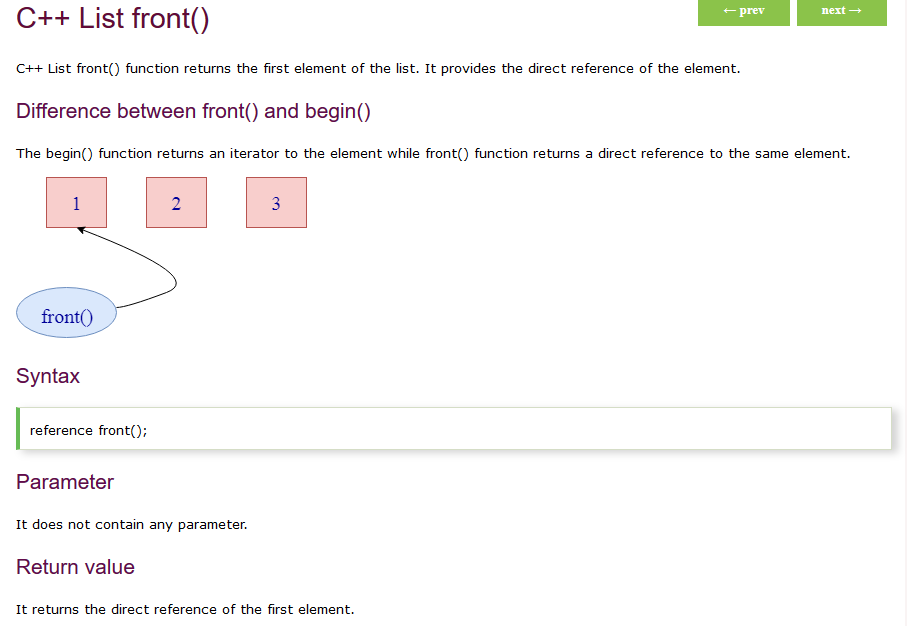 C++ List front()
← prev
next →
C++ List front() function returns the first element of the list. It provides the direct reference of the element.
Difference between front() and begin()
The begin() function returns an iterator to the element while front() function returns a direct reference to the same element.
1 2 3
front()
Syntax
reference front();
Parameter
It does not contain any parameter.
Return value
It returns the direct reference of the first element.